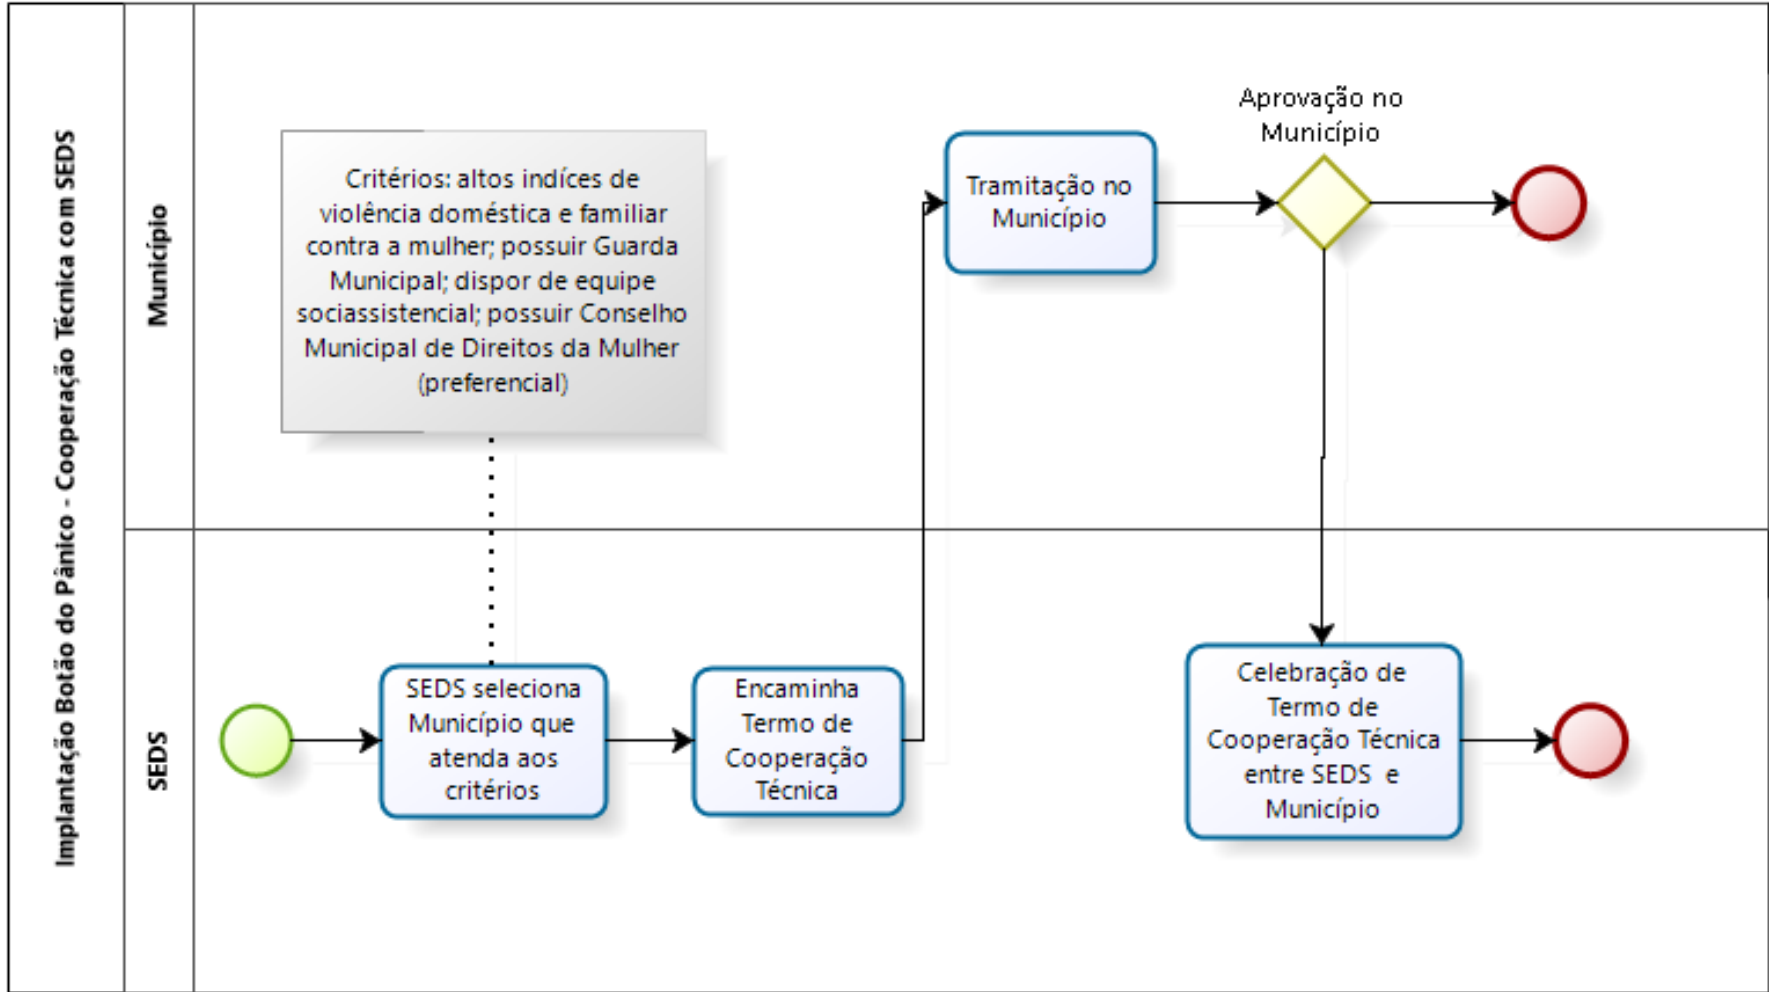 Implantação Botão do Pânico - Cooperação Técnica com SEDS
Município
Critérios: altos indíces de
violência doméstica e familiar
contra a mulher; possuir Guarda
Municipal; dispor de equipe
sociassistencial; possuir Conselho
Municipal de Direitos da Mulher
(preferencial)
Tramitação no
Município
Aprovação no
Município
SEDS
SEDS seleciona
Município que
atenda aos
critérios
Encaminha
Termo de
Cooperação
Técnica
Celebração de
Termo de
Cooperação Técnica
entre SEDS e
Município